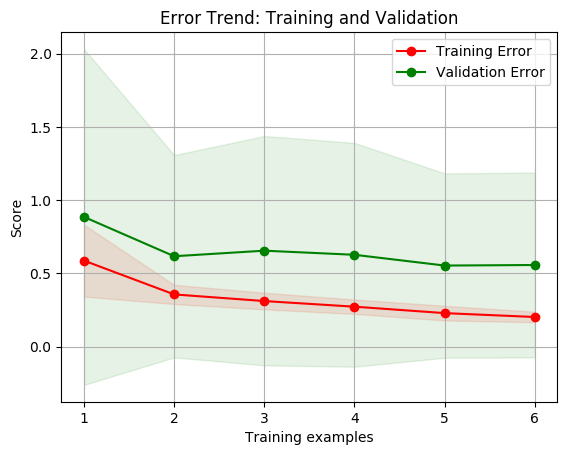 Error Trend: Training and Validation
Training Error
Validation Error
Score
2.0
1.5
1.0
0.5
0.0
1 2 3 4 5 6
Training examples